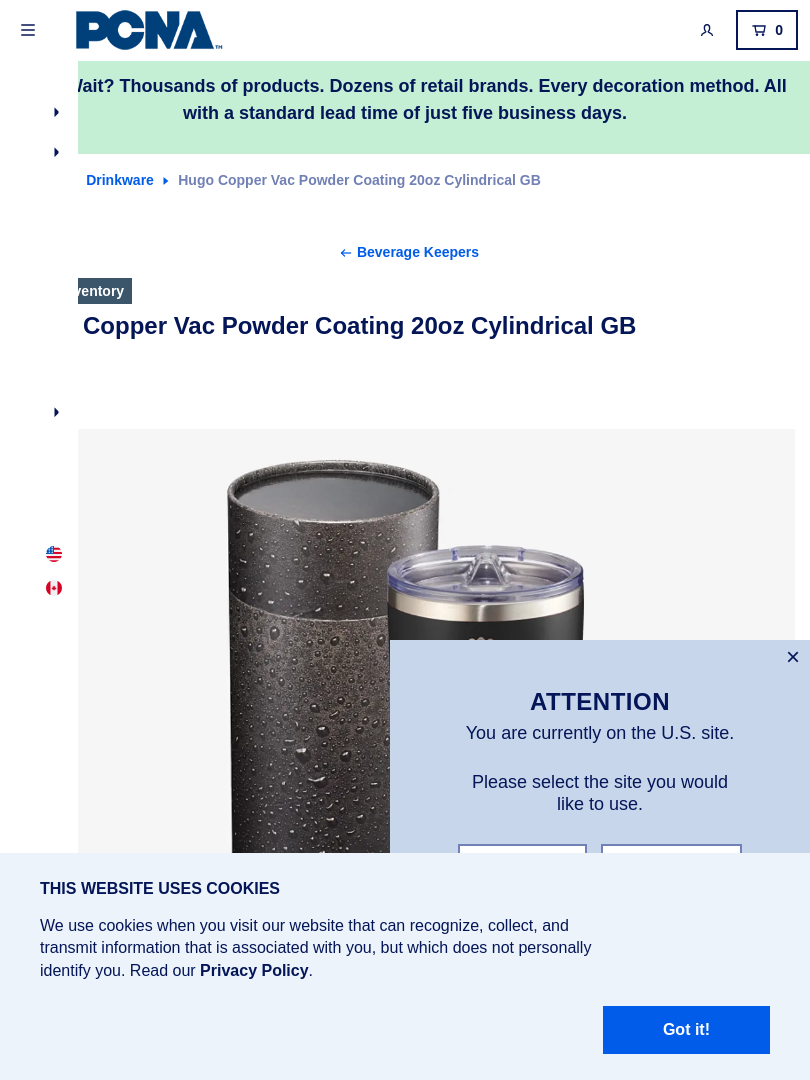 PCNA™
0
Wait? Thousands of products. Dozens of retail brands. Every decoration method. All
with a standard lead time of just five business days.
Drinkware
Hugo Copper Vac Powder Coating 20oz Cylindrical GB
Beverage Keepers
Copper Vac Powder Coating 20oz Cylindrical GB
ATTENTION
You are currently on the U.S. site.
Please select the site you would
like to use.
THIS WEBSITE USES COOKIES
We use cookies when you visit our website that can recognize, collect, and
transmit information that is associated with you, but which does not personally
identify you. Read our Privacy Policy.
Got it!